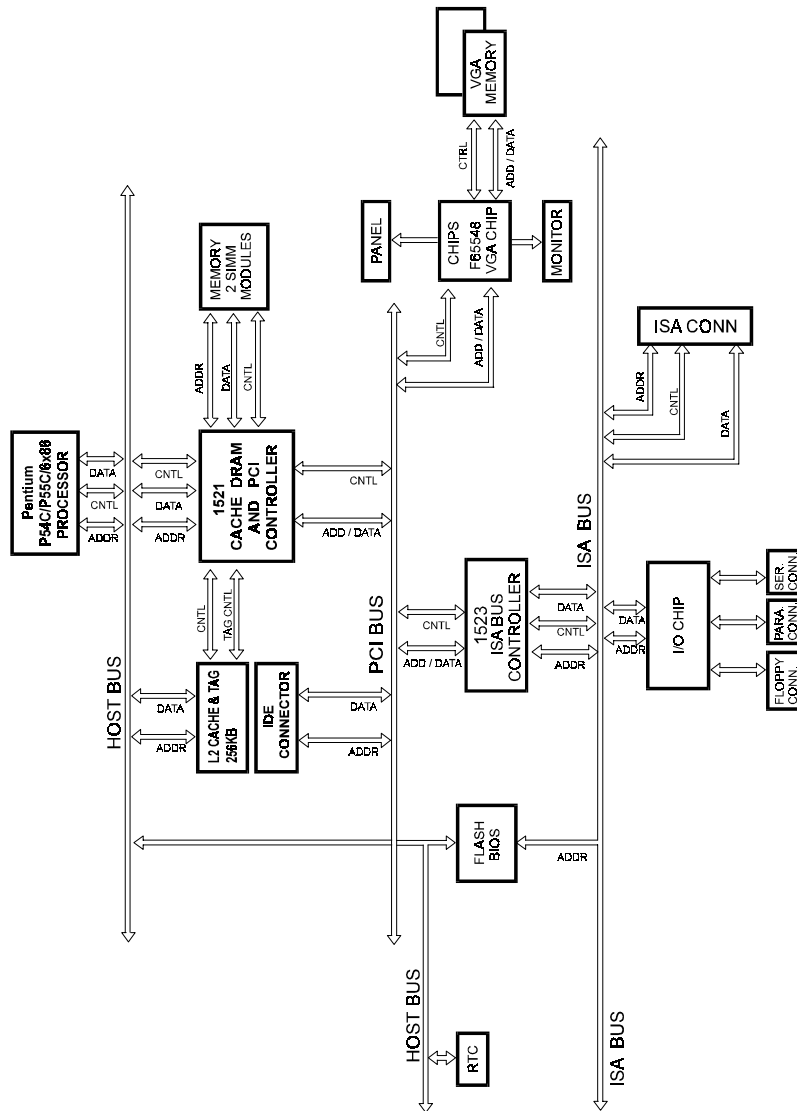 Pentium
P54C/P55C/6x86
PROCESSOR
ADDR
CNTL
DATA
HOST BUS
ADDR
DATA
ADDR
DATA
CNTL
L2 CACHE & TAG
256KB
CNTL
TAG CNTL
1521
CACHE DRAM
AND PCI
CONTROLLER
ADDR
DATA
CNTL
MEMORY
2 SIMM
MODULES
IDE
CONNECTOR
ADDR
DATA
ADD / DATA
CNTL
PCI BUS
CNTL
ADD / DATA
PANEL
CHIPS
F65548
VGA CHIP
MONITOR
CTRL
ADD / DATA
VGA
MEMORY
HOST BUS
RTC
FLASH
BIOS
ADDR
ADD / DATA
CNTL
1523
ISA BUS
CONTROLLER
ADDR
CNTL
DATA
ISA BUS
ISA BUS
ADDR
DATA
I/O CHIP
FLOPPY
CONN.
PARA.
CONN.
SER.
CONN.
DATA
CNTL
ADDR
ISA CONN